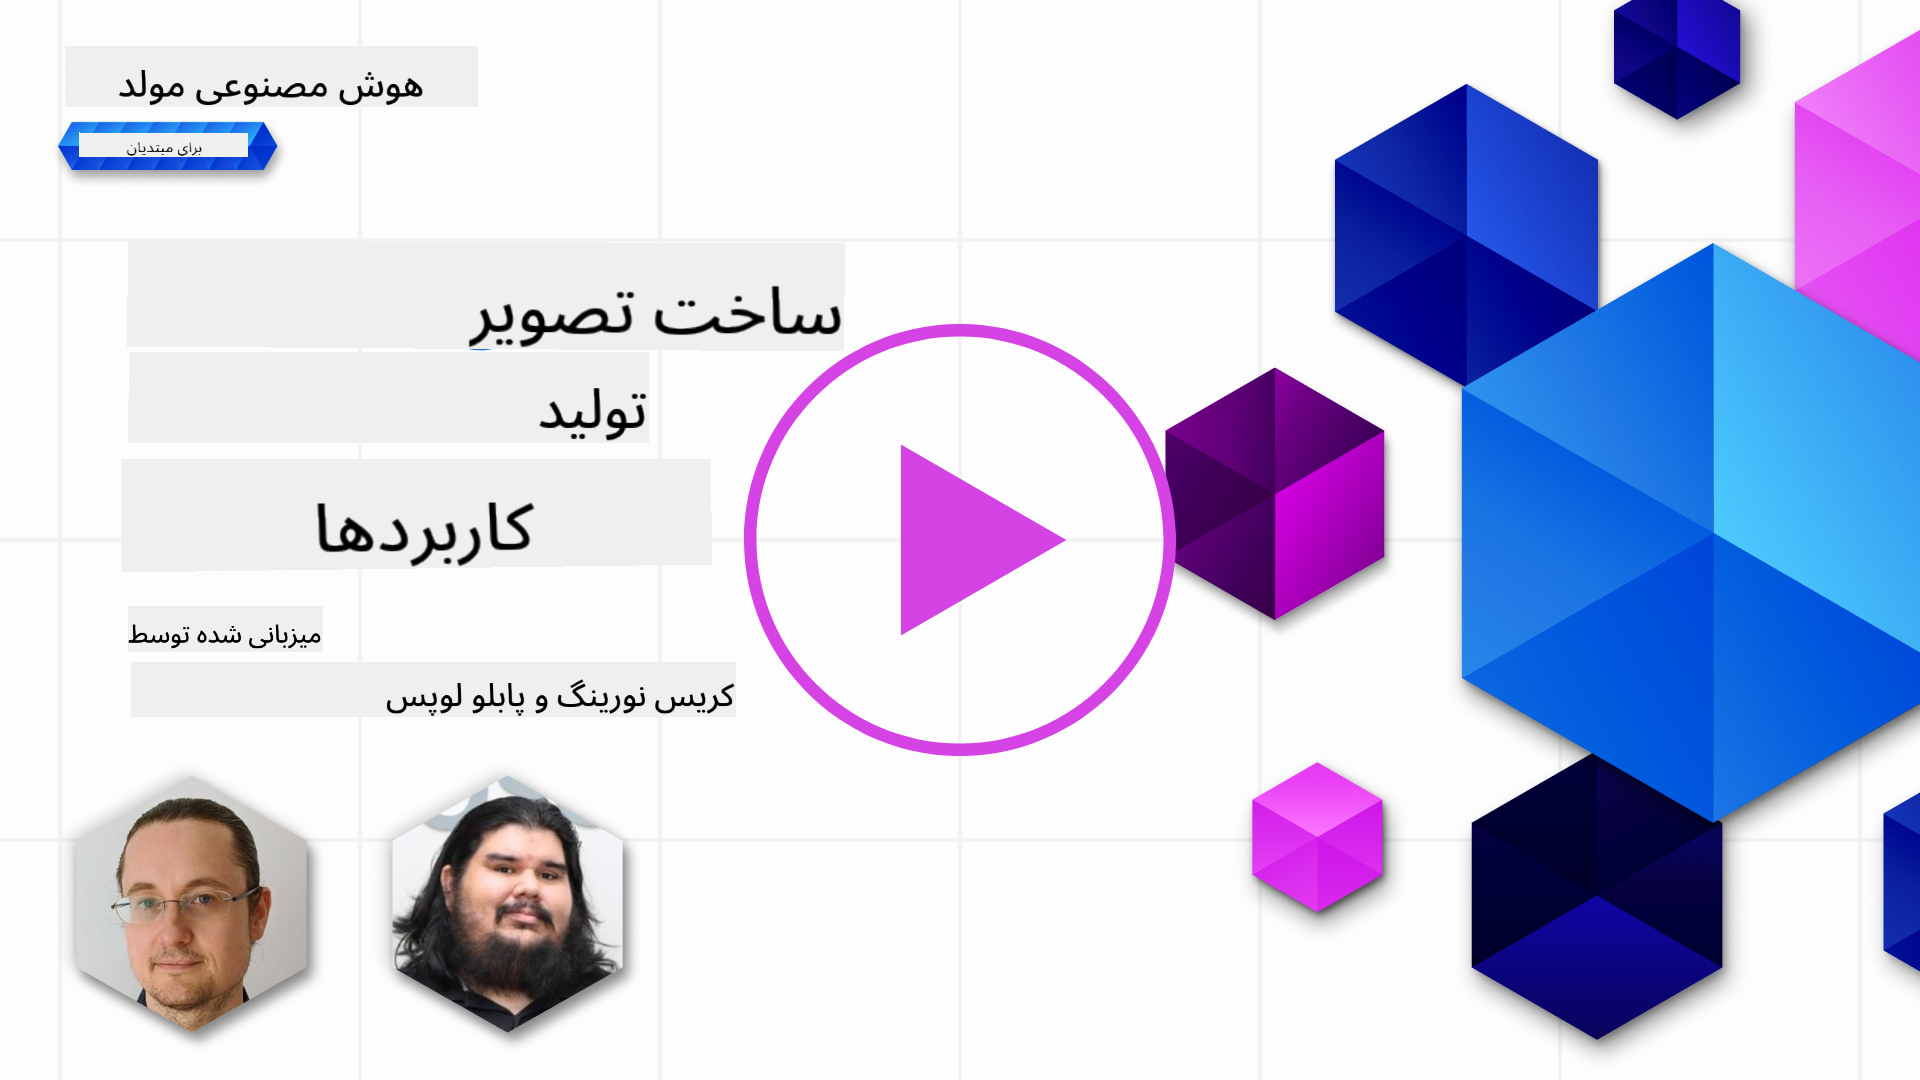 هوش مصنوعی مولد
برای مبتدیان
ساخت تصویر
تولید
کاربردها
میزبانی شده توسط
کریس نورینگ و پابلو لوپس